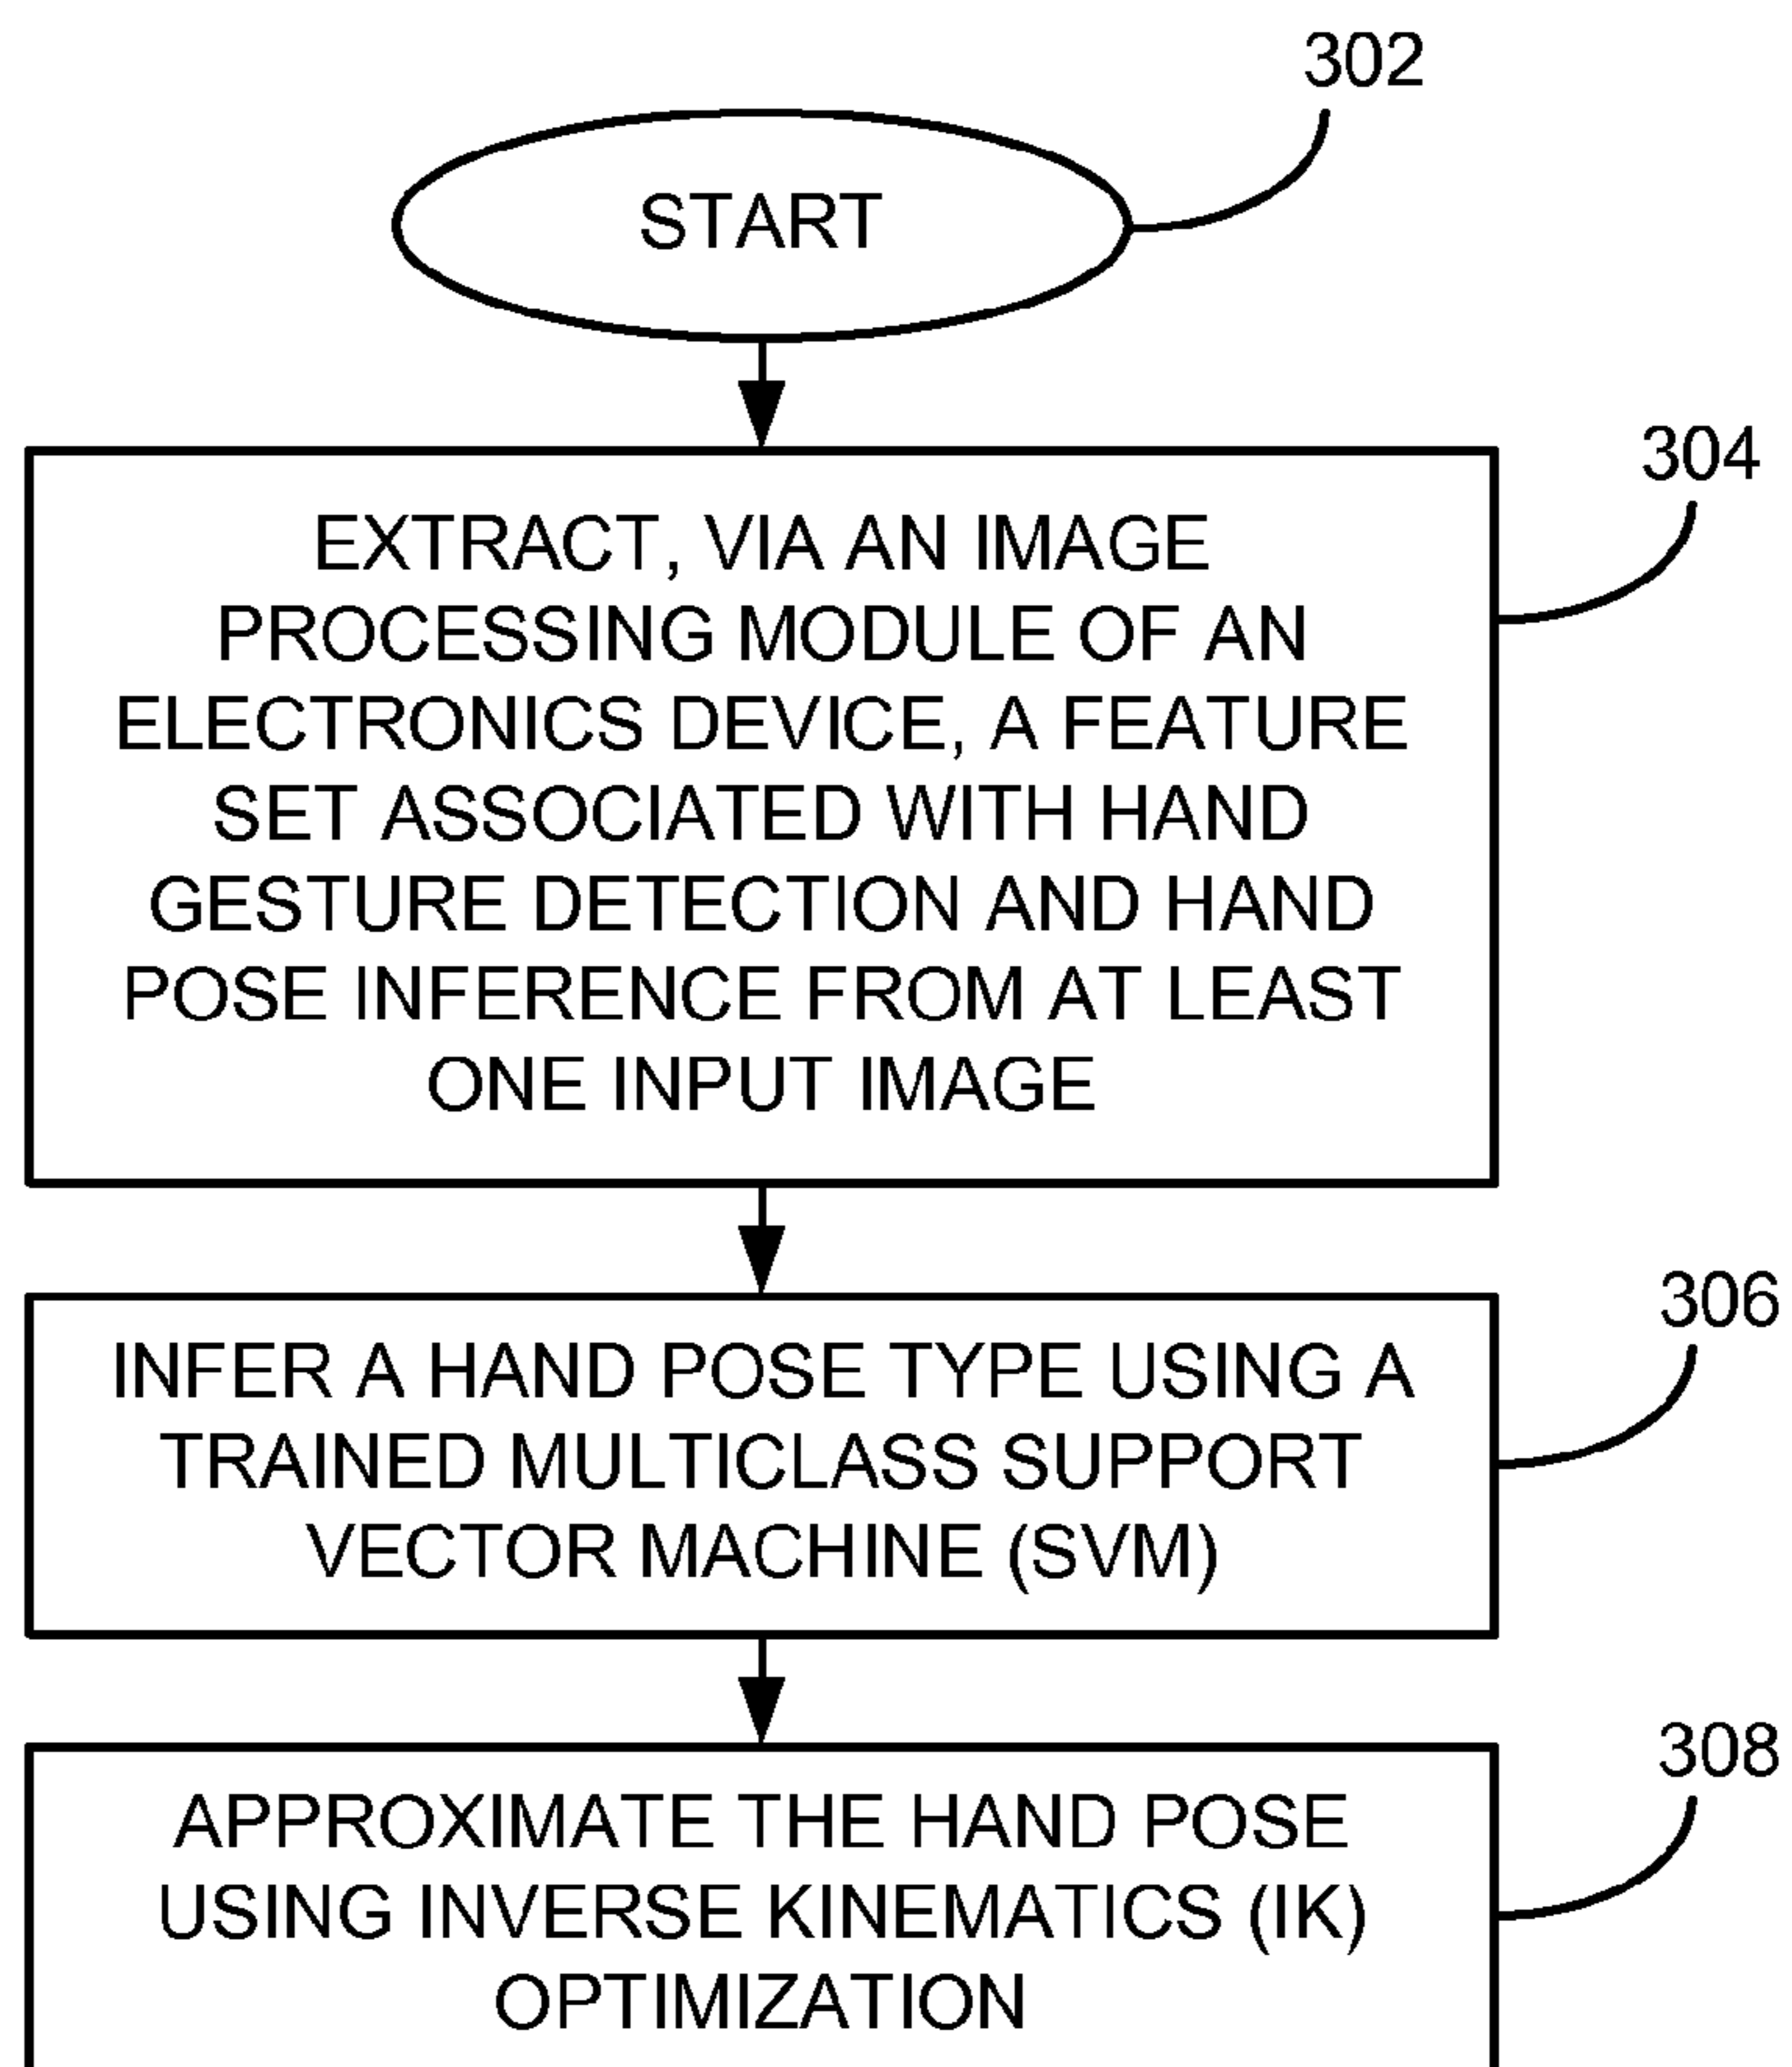 302
START
304
EXTRACT, VIA AN IMAGE
PROCESSING MODULE OF AN
ELECTRONICS DEVICE, A FEATURE
SET ASSOCIATED WITH HAND
GESTURE DETECTION AND HAND
POSE INFERENCE FROM AT LEAST
ONE INPUT IMAGE
306
INFER A HAND POSE TYPE USING A
TRAINED MULTICLASS SUPPORT
VECTOR MACHINE (SVM)
308
APPROXIMATE THE HAND POSE
USING INVERSE KINEMATICS (IK)
OPTIMIZATION